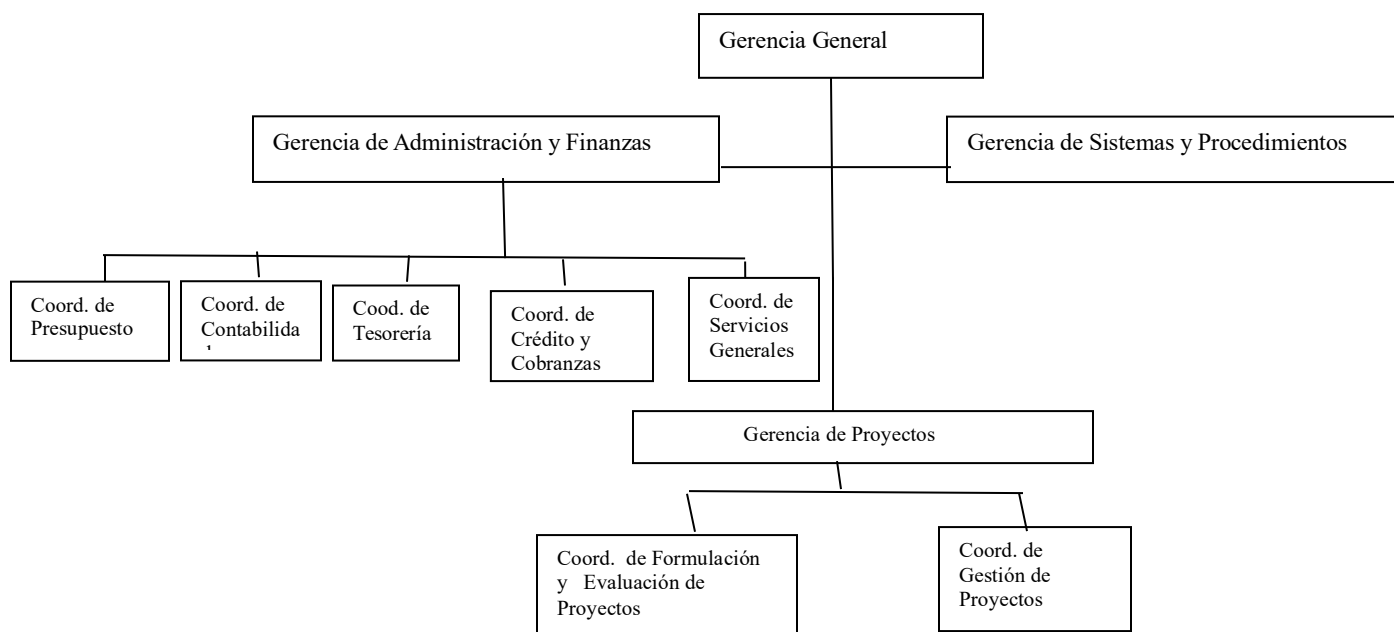 Gerencia General
Gerencia de Administración y Finanzas
Gerencia de Sistemas y Procedimientos
Coord. de
Presupuesto
Coord. de
Contabilida
Cood. de
Tesorería
Coord. de
Crédito y
Cobranzas
Coord. de
Servicios
Generales
Gerencia de Proyectos
Coord. de Formulación
y Evaluación de
Proyectos
Coord. de
Gestión de
Proyectos